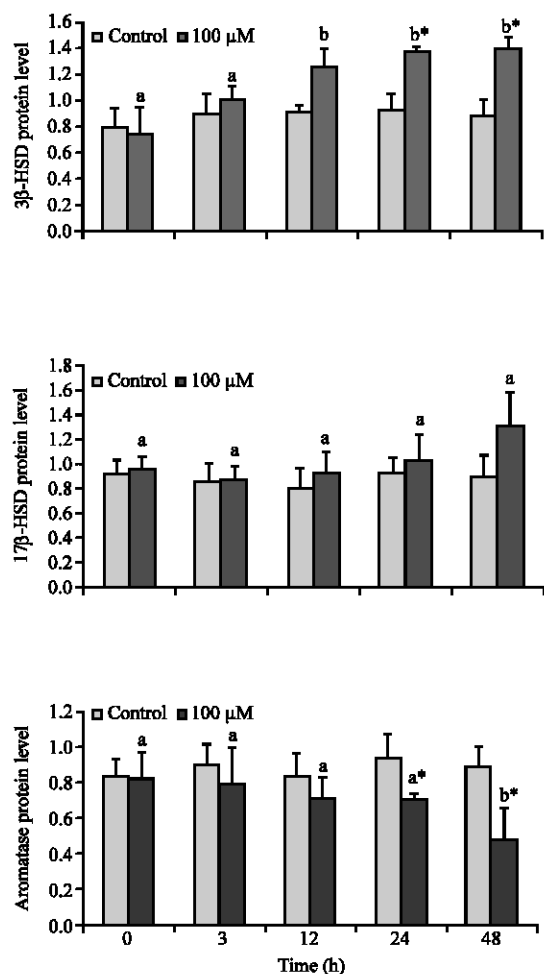 1.6
Control 100 µM
b b* b*
1.4
1.2
a
a
1.0
0.8
0.6
0.4
0.2
0.0
3β-HSD protein level
1.8
Control 100 µM
a
1.6
1.4
a a a a
1.2
1.0
0.8
0.6
0.4
0.2
0.0
17β-HSD protein level
1.2
Control 100 µM
1.0
a a a a* b*
0.8
0.6
0.4
0.2
0.0
Aromatase protein level
0 3 12 24 48
Time (h)